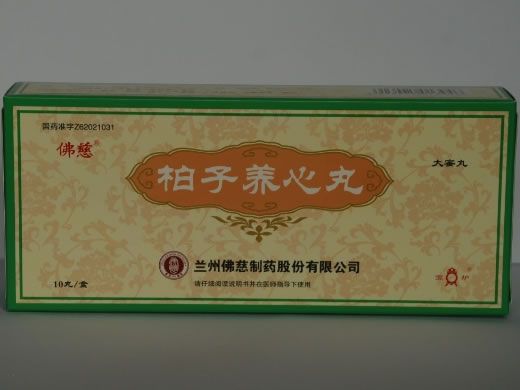 国药准字Z62021031
佛慈®
柏子养心丸
大蜜丸
兰州佛慈制药股份有限公司
请仔细阅读说明书并在医师指导下使用
10丸/盒